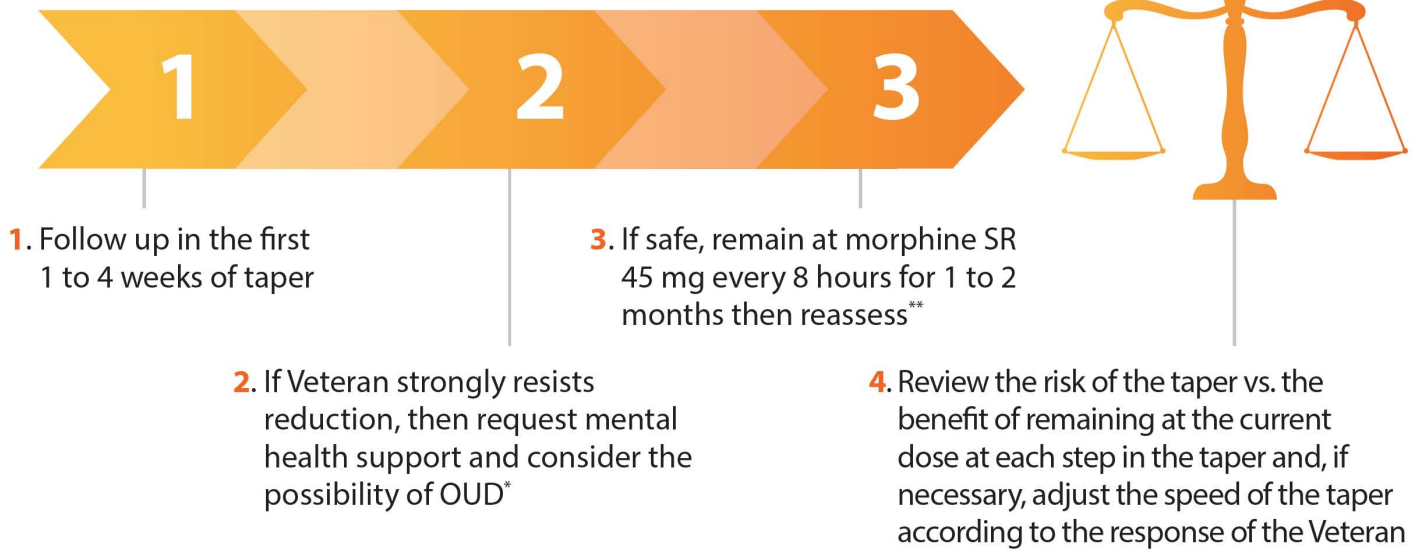 1
2
3
1. Follow up in the first
1 to 4 weeks of taper
2. If Veteran strongly resists
reduction, then request mental
health support and consider the
possibility of OUD*
3. If safe, remain at morphine SR
45 mg every 8 hours for 1 to 2
months then reassess**
4. Review the risk of the taper vs. the
benefit of remaining at the current
dose at each step in the taper and, if
necessary, adjust the speed of the taper
according to the response of the Veteran